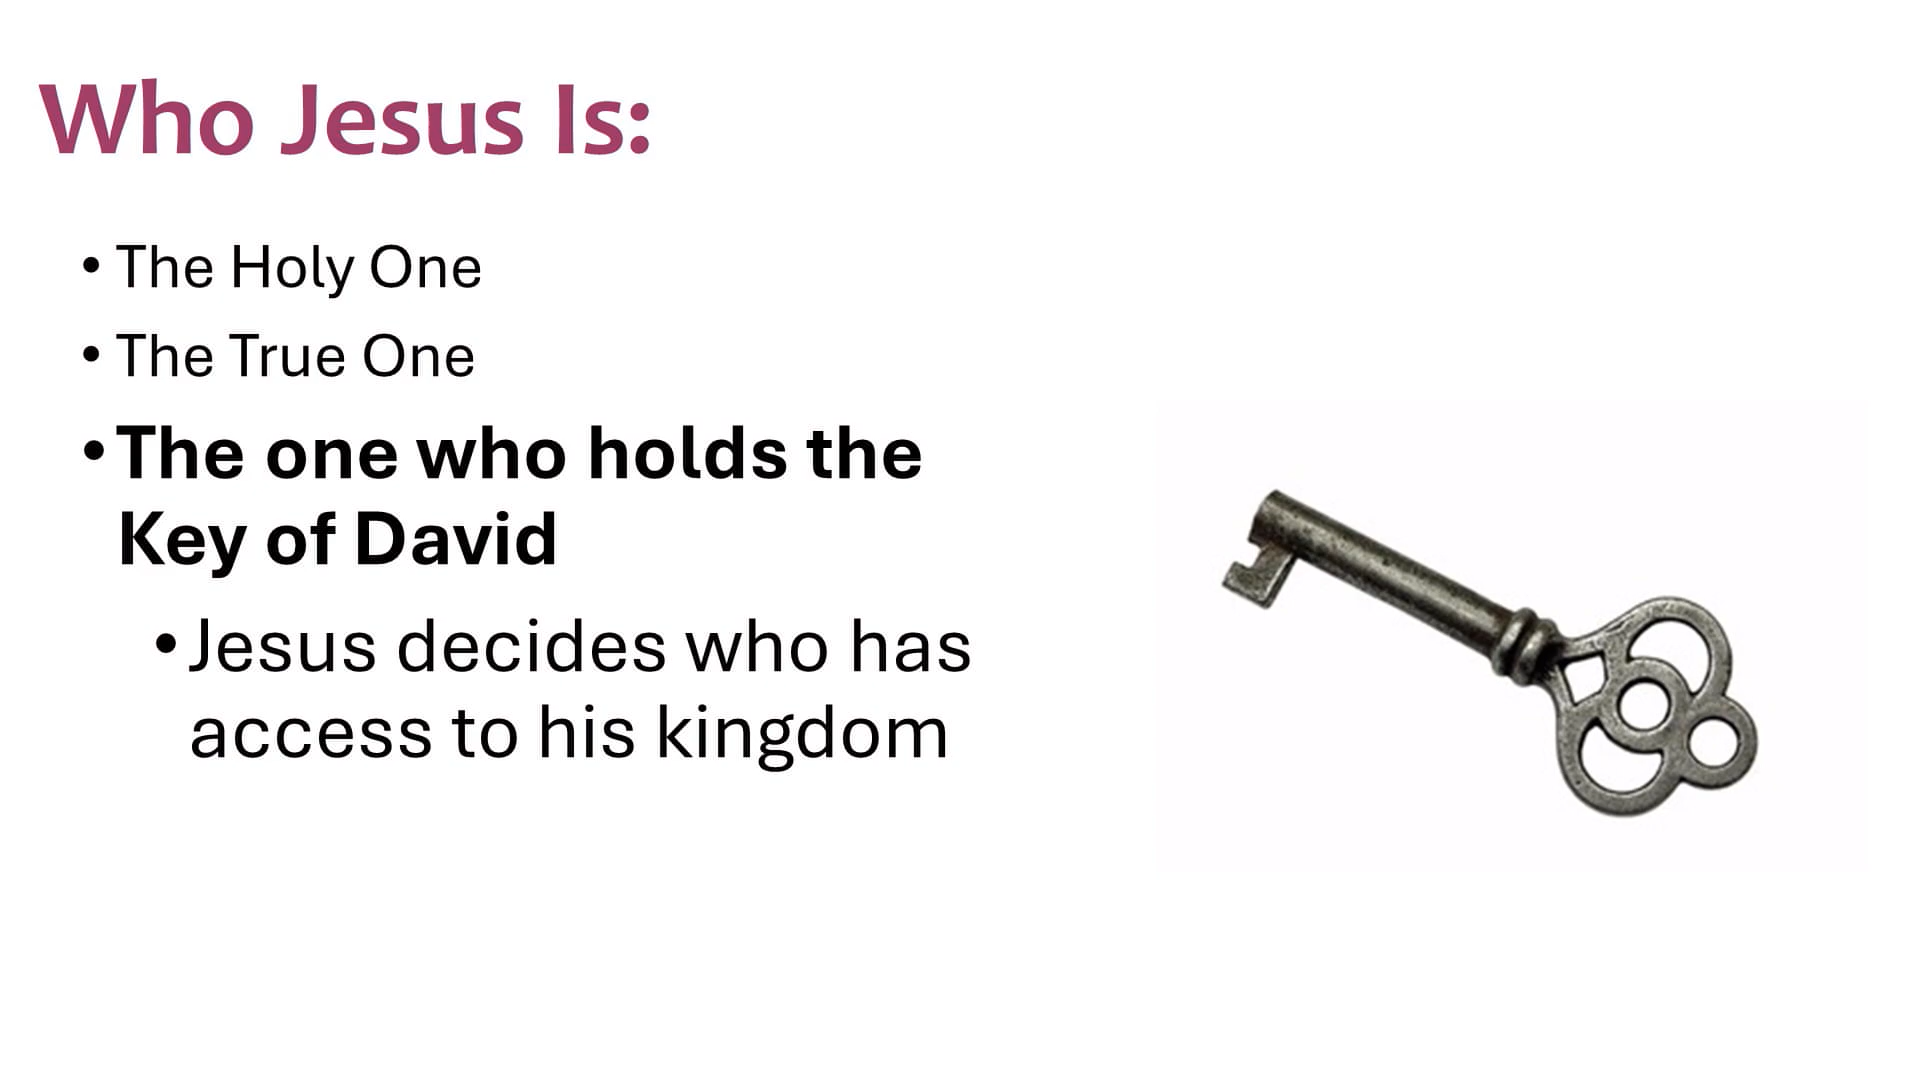 Who Jesus Is:
• The Holy One
• The True One
• The one who holds the
Key of David
• Jesus decides who has
access to his kingdom